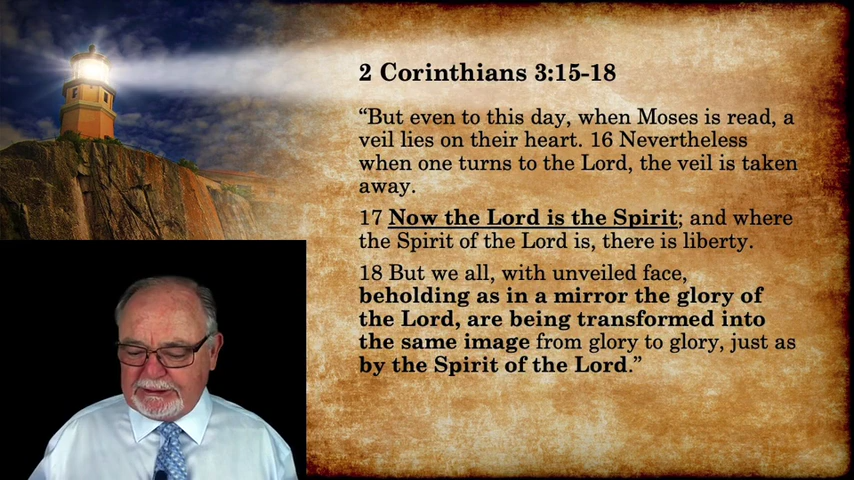 2 Corinthians 3:15-18
“But even to this day, when Moses is read, a
veil lies on their heart. 16 Nevertheless
when one turns to the Lord, the veil is taken
away.
17 Now the Lord is the Spirit; and where
the Spirit of the Lord is, there is liberty.
18 But we all, with unveiled face,
beholding as in a mirror the glory of
the Lord, are being transformed into
the same image from glory to glory, just as
by the Spirit of the Lord.”